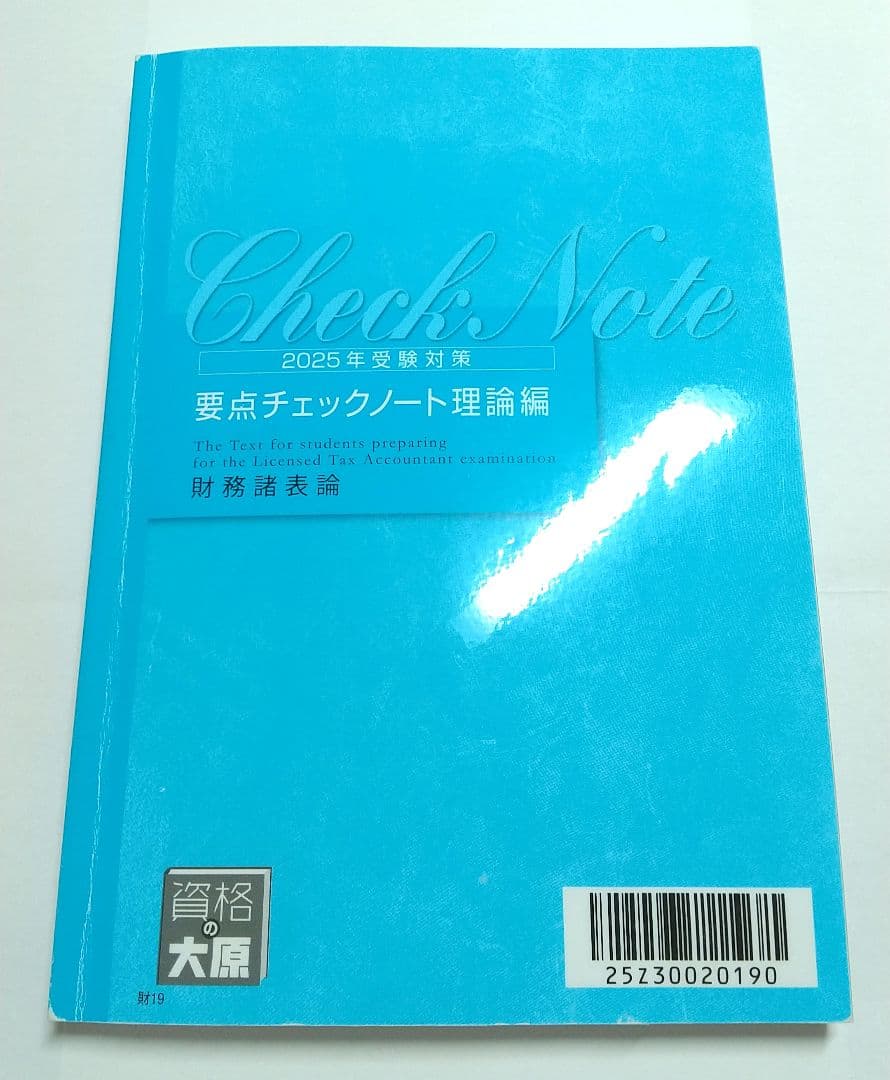 Check Note
2025年受験対策
要点チェックノート理論編
The Text for students preparing
for the Licensed Tax Accountant examination
財務諸表論
資格
の
大原
財19
25Z30020190